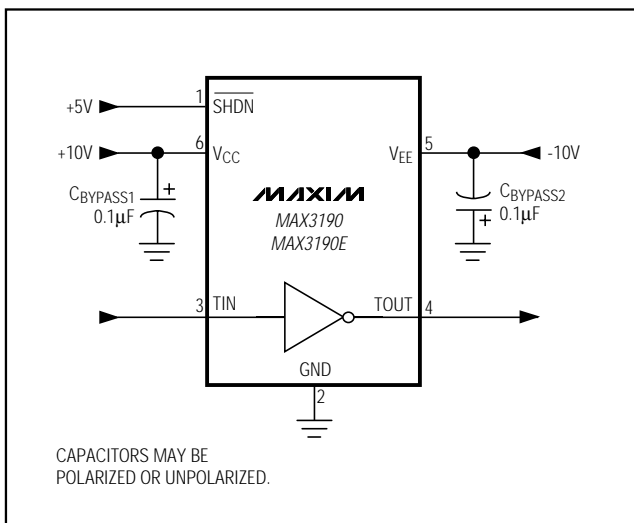 1
+5V
SHDN
6
+10V
VCC
5
VEE
-10V
CBYPASS1
0.1μF
+
MAXIM
MAX3190
MAX3190E
CBYPASS2
0.1μF
+
3
TIN
TOUT
4
GND
2
CAPACITORS MAY BE
POLARIZED OR UNPOLARIZED.